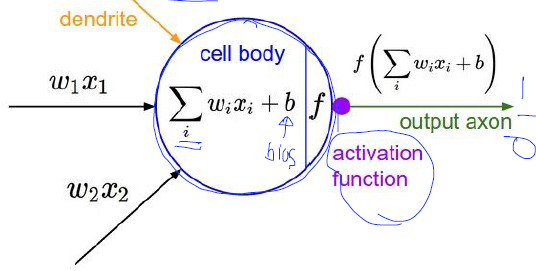 dendrite
cell body
w₁x₁
∑ᵢ wᵢxᵢ + b
f
f(∑ᵢ wᵢxᵢ + b)
output axon
bias
activation
function
w₂x₂